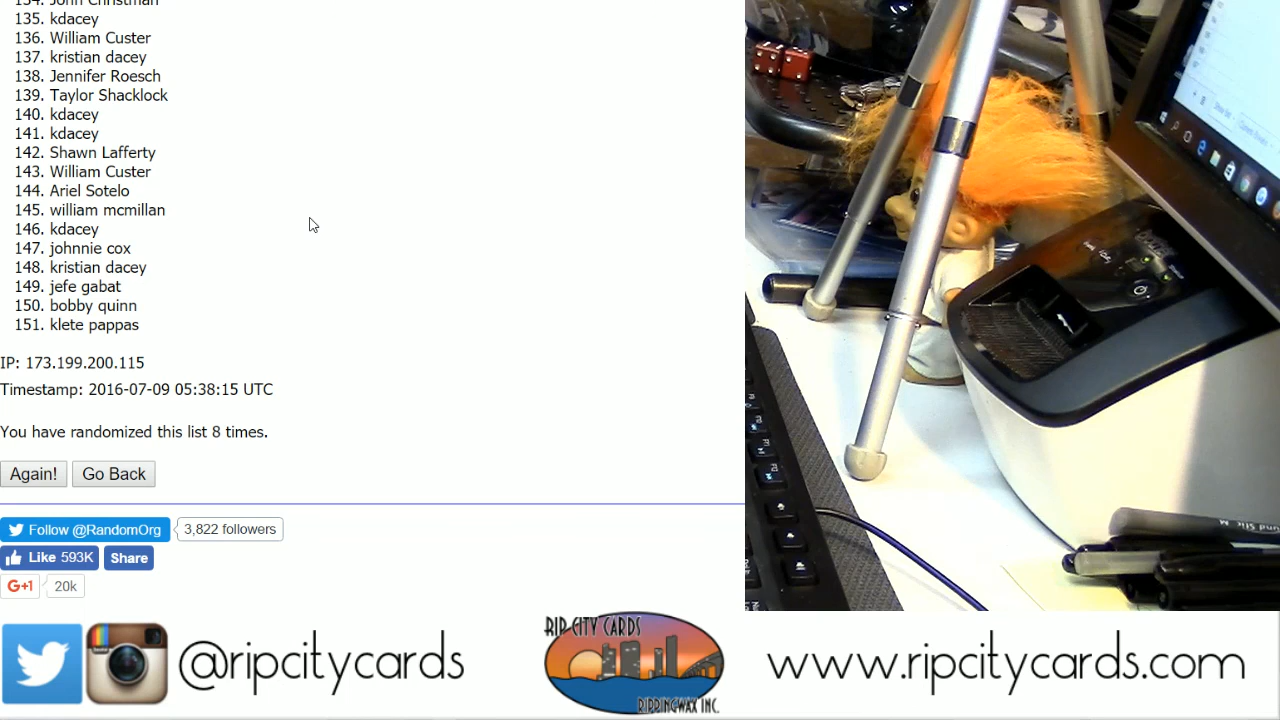 134. John Christman
135. kdacey
136. William Custer
137. kristian dacey
138. Jennifer Roesch
139. Taylor Shacklock
140. kdacey
141. kdacey
142. Shawn Lafferty
143. William Custer
144. Ariel Sotelo
145. william mcmillan
146. kdacey
147. johnnie cox
148. kristian dacey
149. jefe gabat
150. bobby quinn
151. klete pappas
IP: 173.199.200.115
Timestamp: 2016-07-09 05:38:15 UTC
You have randomized this list 8 times.
Again! Go Back
Follow @RandomOrg 3,822 followers
Like 593K Share
G+1 20k
@ripcitycards
RIP CITY CARDS
RIPPINGWAX INC.
www.ripcitycards.com